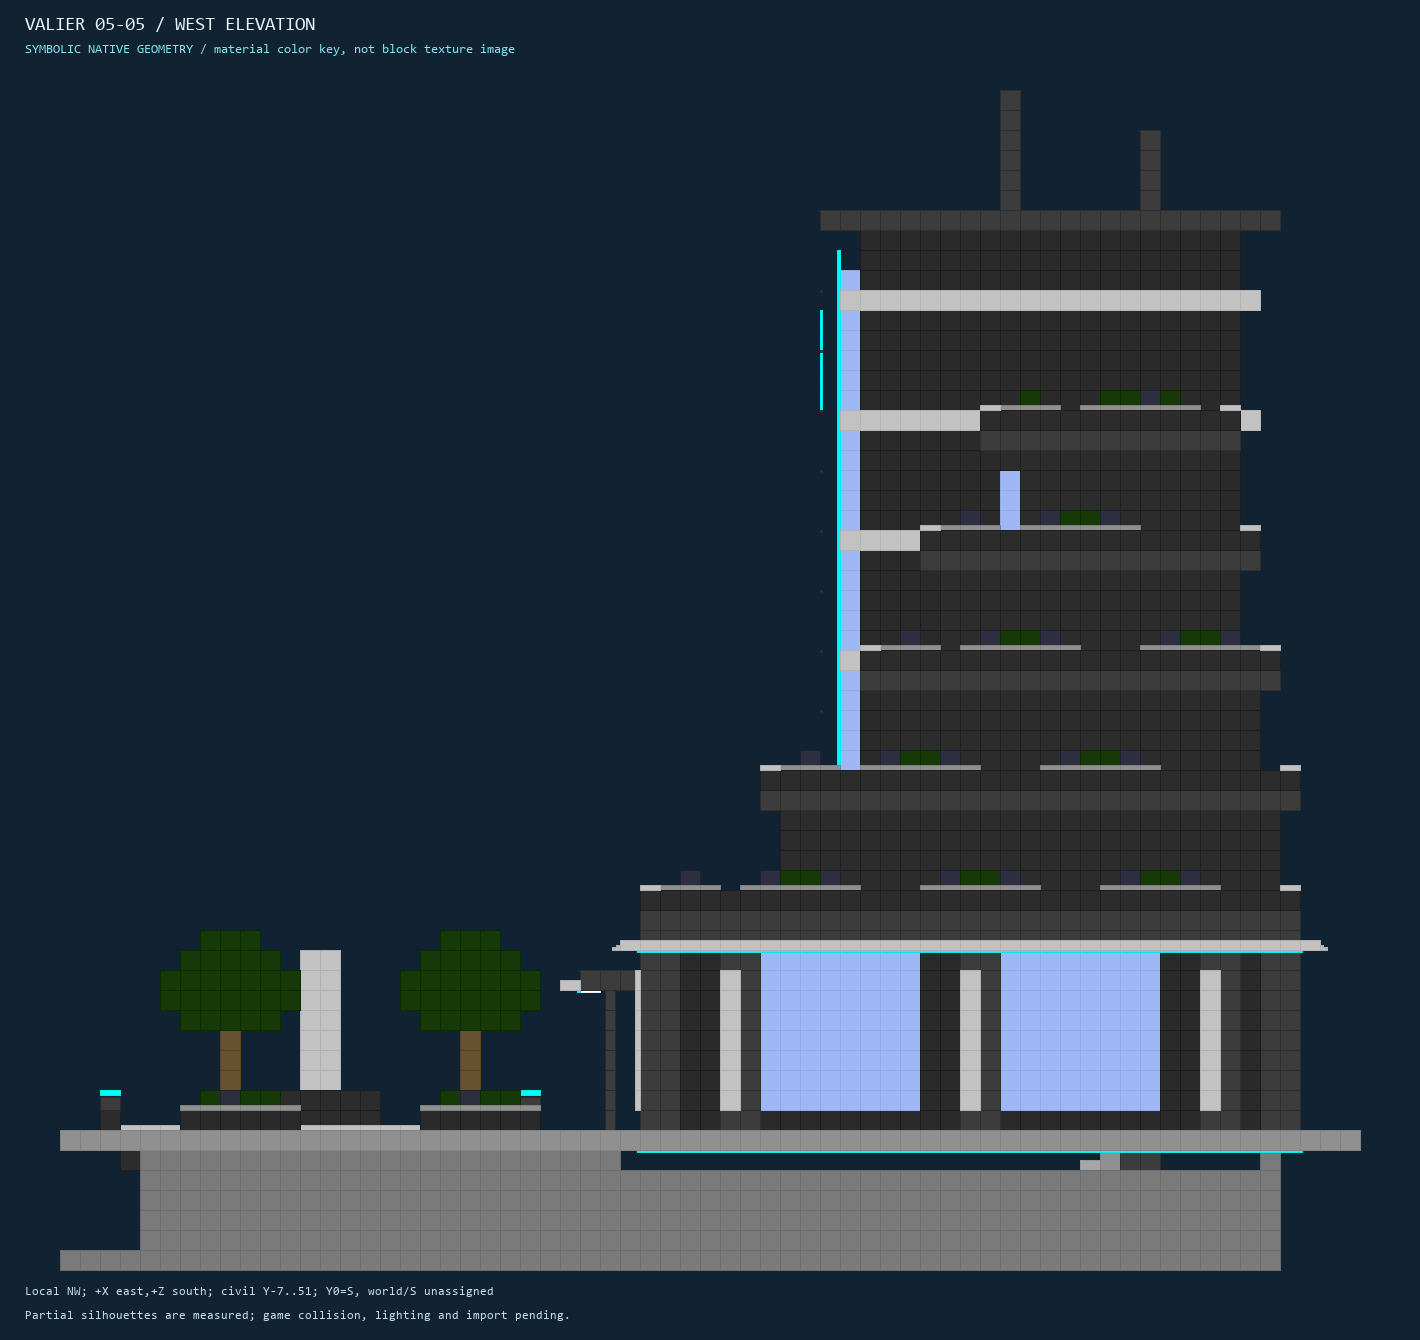 VALIER 05-05 / WEST ELEVATION
SYMBOLIC NATIVE GEOMETRY / material color key, not block texture image
Local NW; +X east,+Z south; civil Y-7..51; Y0=S, world/S unassigned
Partial silhouettes are measured; game collision, lighting and import pending.